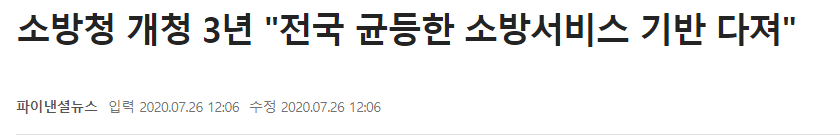 소방청 개청 3년 "전국 균등한 소방서비스 기반 다져"
파이낸셜뉴스 입력 2020.07.26 12:06 수정 2020.07.26 12:06